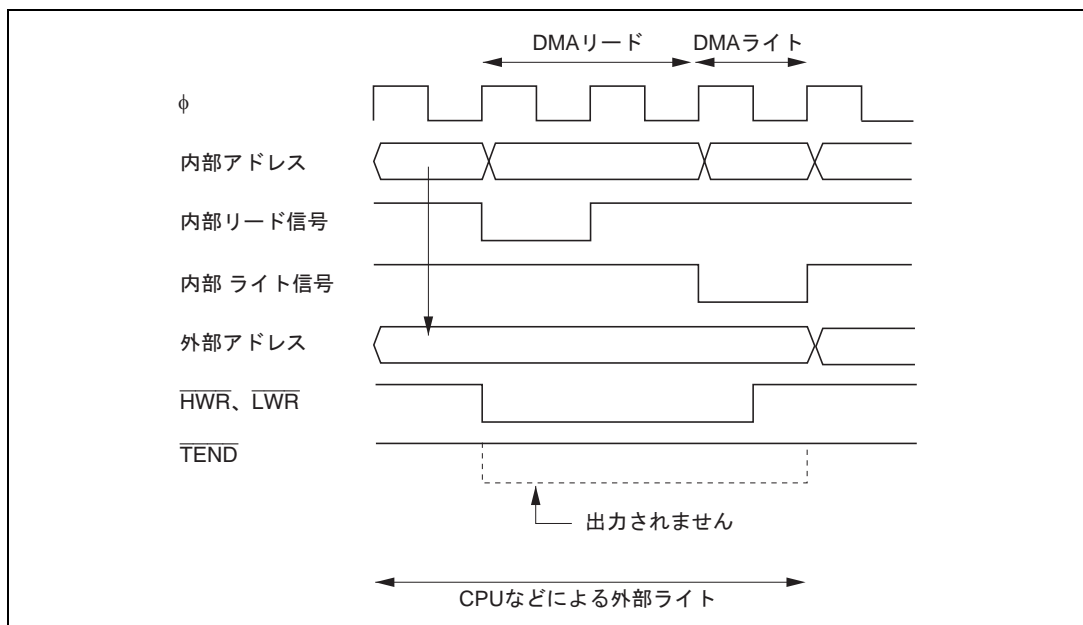 DMAリード DMAライト
φ
内部アドレス
内部リード信号
内部 ライト信号
外部アドレス
HWR、LWR
TEND
出力されません
CPUなどによる外部ライト